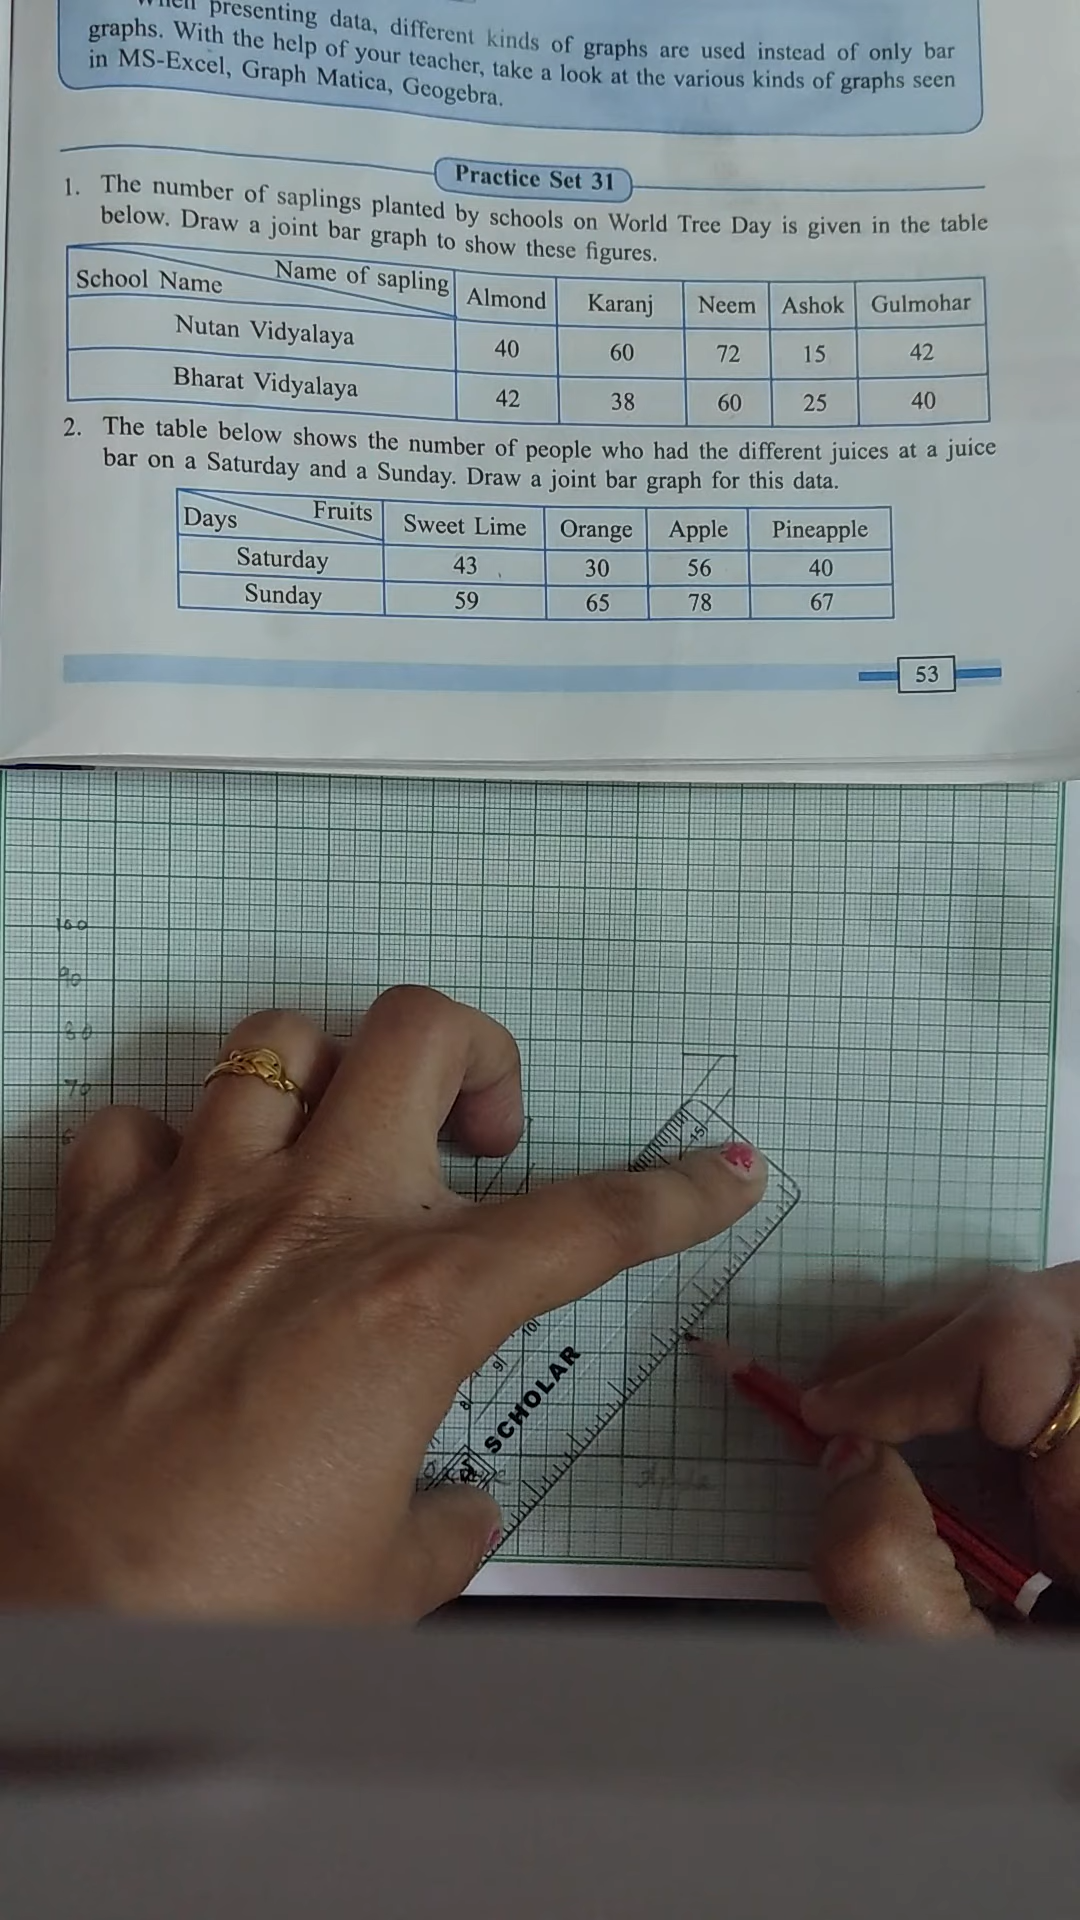 presenting data, different kinds of graphs are used instead of only bar
graphs. With the help of your teacher, take a look at the various kinds of graphs seen
in MS-Excel, Graph Matica, Geogebra.
Practice Set 31
1. The number of saplings planted by schools on World Tree Day is given in the table
below. Draw a joint bar graph to show these figures.
School Name Name of sapling Almond Karanj Neem Ashok Gulmohar
Nutan Vidyalaya 40 60 72 15 42
Bharat Vidyalaya 42 38 60 25 40
2. The table below shows the number of people who had the different juices at a juice
bar on a Saturday and a Sunday. Draw a joint bar graph for this data.
Days Fruits Sweet Lime Orange Apple Pineapple
Saturday 43 30 56 40
Sunday 59 65 78 67
53
100
90
80
70
15
10
9
8
SCHOLAR
Apple